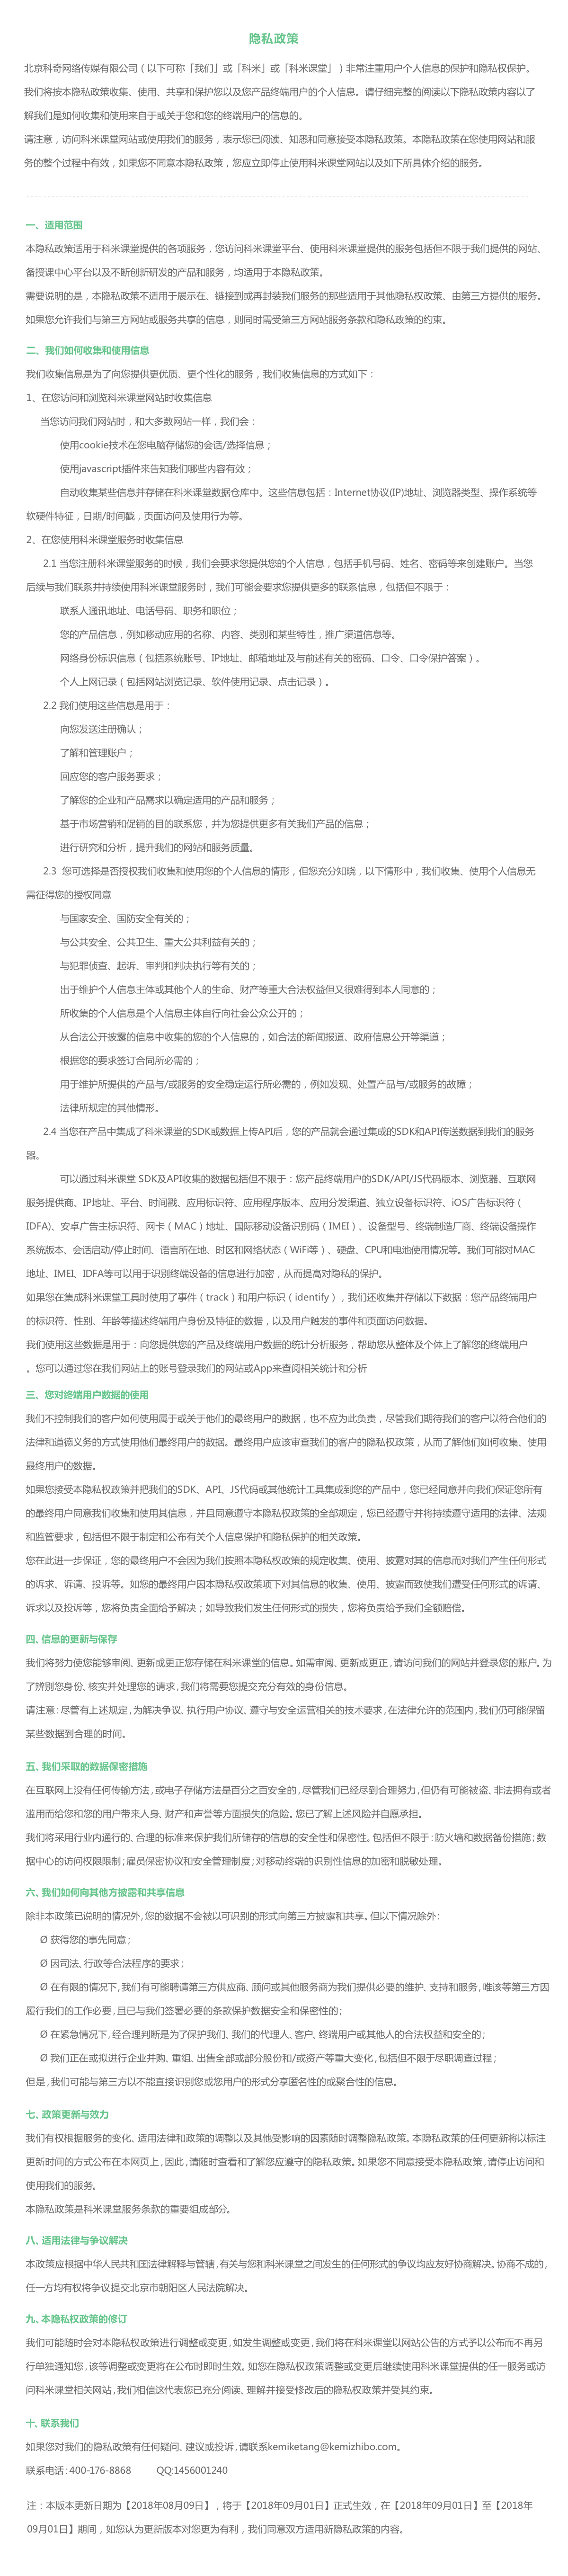 隐私政策
北京科奇网络传媒有限公司（以下可称「我们」或「科米」或「科米课堂」）非常注重用户个人信息的保护和隐私权保护。
我们将按本隐私政策收集、使用、共享和保护您以及您产品终端用户的个人信息。请仔细完整的阅读以下隐私政策内容以了
解我们是如何收集和使用来自于或关于您和您的终端用户的信息的。
请注意，访问科米课堂网站或使用我们的服务，表示您已阅读、知悉和同意接受本隐私政策。本隐私政策在您使用网站和服
务的整个过程中有效，如果您不同意本隐私政策，您应立即停止使用科米课堂网站以及如下所具体介绍的服务。
一、适用范围
本隐私政策适用于科米课堂提供的各项服务，您访问科米课堂平台、使用科米课堂提供的服务包括但不限于我们提供的网站、
备授课中心平台以及不断创新研发的产品和服务，均适用于本隐私政策。
需要说明的是，本隐私政策不适用于展示在、链接到或再封装我们服务的那些适用于其他隐私权政策、由第三方提供的服务。
如果您允许我们与第三方网站或服务共享的信息，则同时需受第三方网站服务条款和隐私政策的约束。
二、我们如何收集和使用信息
我们收集信息是为了向您提供更优质、更个性化的服务，我们收集信息的方式如下：
1、在您访问和浏览科米课堂网站时收集信息
当您访问我们网站时，和大多数网站一样，我们会：
使用cookie技术在您电脑存储您的会话/选择信息；
使用javascript插件来告知我们哪些内容有效；
自动收集某些信息并存储在科米课堂数据仓库中。这些信息包括：Internet协议(IP)地址、浏览器类型、操作系统等
软硬件特征，日期/时间戳，页面访问及使用行为等。
2、在您使用科米课堂服务时收集信息
2.1 当您注册科米课堂服务的时候，我们会要求您提供您的个人信息，包括手机号码、姓名、密码等来创建账户。当您
后续与我们联系并持续使用科米课堂服务时，我们可能会要求您提供更多的联系信息，包括但不限于：
联系人通讯地址、电话号码、职务和职位；
您的产品信息，例如移动应用的名称、内容、类别和某些特性，推广渠道信息等。
网络身份标识信息（包括系统账号、IP地址、邮箱地址及与前述有关的密码、口令、口令保护答案）。
个人上网记录（包括网站浏览记录、软件使用记录、点击记录）。
2.2 我们使用这些信息是用于：
向您发送注册确认；
了解和管理账户；
回应您的客户服务要求；
了解您的企业和产品需求以确定适用的产品和服务；
基于市场营销和促销的目的联系您，并为您提供更多有关我们产品的信息；
进行研究和分析，提升我们的网站和服务质量。
2.3 您可选择是否授权我们收集和使用您的个人信息的情形，但您充分知晓，以下情形中，我们收集、使用个人信息无
需征得您的授权同意
与国家安全、国防安全有关的；
与公共安全、公共卫生、重大公共利益有关的；
与犯罪侦查、起诉、审判和判决执行等有关的；
出于维护个人信息主体或其他个人的生命、财产等重大合法权益但又很难得到本人同意的；
所收集的个人信息是个人信息主体自行向社会公众公开的；
从合法公开披露的信息中收集的您的个人信息的，如合法的新闻报道、政府信息公开等渠道；
根据您的要求签订合同所必需的；
用于维护所提供的产品与/或服务的安全稳定运行所必需的，例如发现、处置产品与/或服务的故障；
法律所规定的其他情形。
2.4 当您在产品中集成了科米课堂的SDK或数据上传API后，您的产品就会通过集成的SDK和API传送数据到我们的服务
器。
可以通过科米课堂 SDK及API收集的数据包括但不限于：您产品终端用户的SDK/API/JS代码版本、浏览器、互联网
服务提供商、IP地址、平台、时间戳、应用标识符、应用程序版本、应用分发渠道、独立设备标识符、iOS广告标识符（
IDFA)、安卓广告主标识符、网卡（MAC）地址、国际移动设备识别码（IMEI）、设备型号、终端制造厂商、终端设备操作
系统版本、会话启动/停止时间、语言所在地、时区和网络状态（WiFi等）、硬盘、CPU和电池使用情况等。我们可能对MAC
地址、IMEI、IDFA等可以用于识别终端设备的信息进行加密，从而提高对隐私的保护。
如果您在集成科米课堂工具时使用了事件（track）和用户标识（identify），我们还收集并存储以下数据：您产品终端用户
的标识符、性别、年龄等描述终端用户身份及特征的数据，以及用户触发的事件和页面访问数据。
我们使用这些数据是用于：向您提供您的产品及终端用户数据的统计分析服务，帮助您从整体及个体上了解您的终端用户
。您可以通过您在我们网站上的账号登录我们的网站或App来查阅相关统计和分析
三、您对终端用户数据的使用
我们不控制我们的客户如何使用属于或关于他们的最终用户的数据，也不应为此负责，尽管我们期待我们的客户以符合他们的
法律和道德义务的方式使用他们最终用户的数据。最终用户应该审查我们的客户的隐私权政策，从而了解他们如何收集、使用
最终用户的数据。
如果您接受本隐私权政策并把我们的SDK、API、JS代码或其他统计工具集成到您的产品中，您已经同意并向我们保证您所有
的最终用户同意我们收集和使用其信息，并且同意遵守本隐私权政策的全部规定，您已经遵守并将持续遵守适用的法律、法规
和监管要求，包括但不限于制定和公布有关个人信息保护和隐私保护的相关政策。
您在此进一步保证，您的最终用户不会因为我们按照本隐私权政策的规定收集、使用、披露对其的信息而对我们产生任何形式
的诉求、诉请、投诉等。如您的最终用户因本隐私权政策项下对其信息的收集、使用、披露而致使我们遭受任何形式的诉请、
诉求以及投诉等，您将负责全面给予解决；如导致我们发生任何形式的损失，您将负责给予我们全额赔偿。
四、信息的更新与保存
我们将努力使您能够审阅、更新或更正您存储在科米课堂的信息。如需审阅、更新或更正，请访问我们的网站并登录您的账户。为
了辨别您身份、核实并处理您的请求，我们将需要您提交充分有效的身份信息。
请注意：尽管有上述规定，为解决争议、执行用户协议、遵守与安全运营相关的技术要求，在法律允许的范围内，我们仍可能保留
某些数据到合理的时间。
五、我们采取的数据保密措施
在互联网上没有任何传输方法，或电子存储方法是百分之百安全的，尽管我们已经尽到合理努力，但仍有可能被盗、非法拥有或者
滥用而给您和您的用户带来人身、财产和声誉等方面损失的危险。您已了解上述风险并自愿承担。
我们将采用行业内通行的、合理的标准来保护我们所储存的信息的安全性和保密性。包括但不限于：防火墙和数据备份措施；数
据中心的访问权限限制；雇员保密协议和安全管理制度；对移动终端的识别性信息的加密和脱敏处理。
六、我们如何向其他方披露和共享信息
除非本政策已说明的情况外，您的数据不会被以可识别的形式向第三方披露和共享。但以下情况除外：
Ø 获得您的事先同意；
Ø 因司法、行政等合法程序的要求；
Ø 在有限的情况下，我们有可能聘请第三方供应商、顾问或其他服务商为我们提供必要的维护、支持和服务，唯该等第三方因
履行我们的工作必要，且已与我们签署必要的条款保护数据安全和保密性的；
Ø 在紧急情况下，经合理判断是为了保护我们、我们的代理人、客户、终端用户或其他人的合法权益和安全的；
Ø 我们正在或拟进行企业并购、重组、出售全部或部分股份和/或资产等重大变化，包括但不限于尽职调查过程；
但是，我们可能与第三方以不能直接识别您或您用户的形式分享匿名性的或聚合性的信息。
七、政策更新与效力
我们有权根据服务的变化、适用法律和政策的调整以及其他受影响的因素随时调整隐私政策。本隐私政策的任何更新将以标注
更新时间的方式公布在本网页上，因此，请随时查看和了解您应遵守的隐私政策。如果您不同意接受本隐私政策，请停止访问和
使用我们的服务。
本隐私政策是科米课堂服务条款的重要组成部分。
八、适用法律与争议解决
本政策应根据中华人民共和国法律解释与管辖，有关与您和科米课堂之间发生的任何形式的争议均应友好协商解决。协商不成的，
任一方均有权将争议提交北京市朝阳区人民法院解决。
九、本隐私权政策的修订
我们可能随时会对本隐私权政策进行调整或变更，如发生调整或变更，我们将在科米课堂以网站公告的方式予以公布而不再另
行单独通知您，该等调整或变更将在公布时即时生效。如您在隐私权政策调整或变更后继续使用科米课堂提供的任一服务或访
问科米课堂相关网站，我们相信这代表您已充分阅读、理解并接受修改后的隐私权政策并受其约束。
十、联系我们
如果您对我们的隐私政策有任何疑问、建议或投诉，请联系kemiketang@kemizhibo.com。
联系电话：400-176-8868 QQ:1456001240
注：本版本更新日期为【2018年08月09日】，将于【2018年09月01日】正式生效，在【2018年09月01日】至【2018年
09月01日】期间，如您认为更新版本对您更为有利，我们同意双方适用新隐私政策的内容。